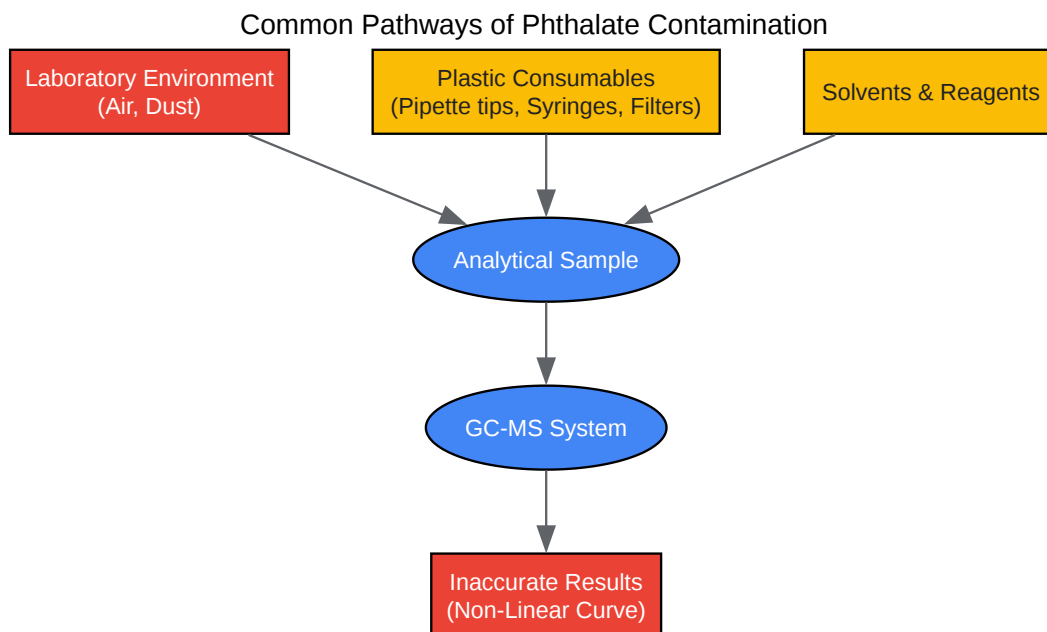 Common Pathways of Phthalate Contamination
Laboratory Environment
(Air, Dust)
Plastic Consumables
(Pipette tips, Syringes, Filters)
Solvents & Reagents
Analytical Sample
GC-MS System
Inaccurate Results
(Non-Linear Curve)